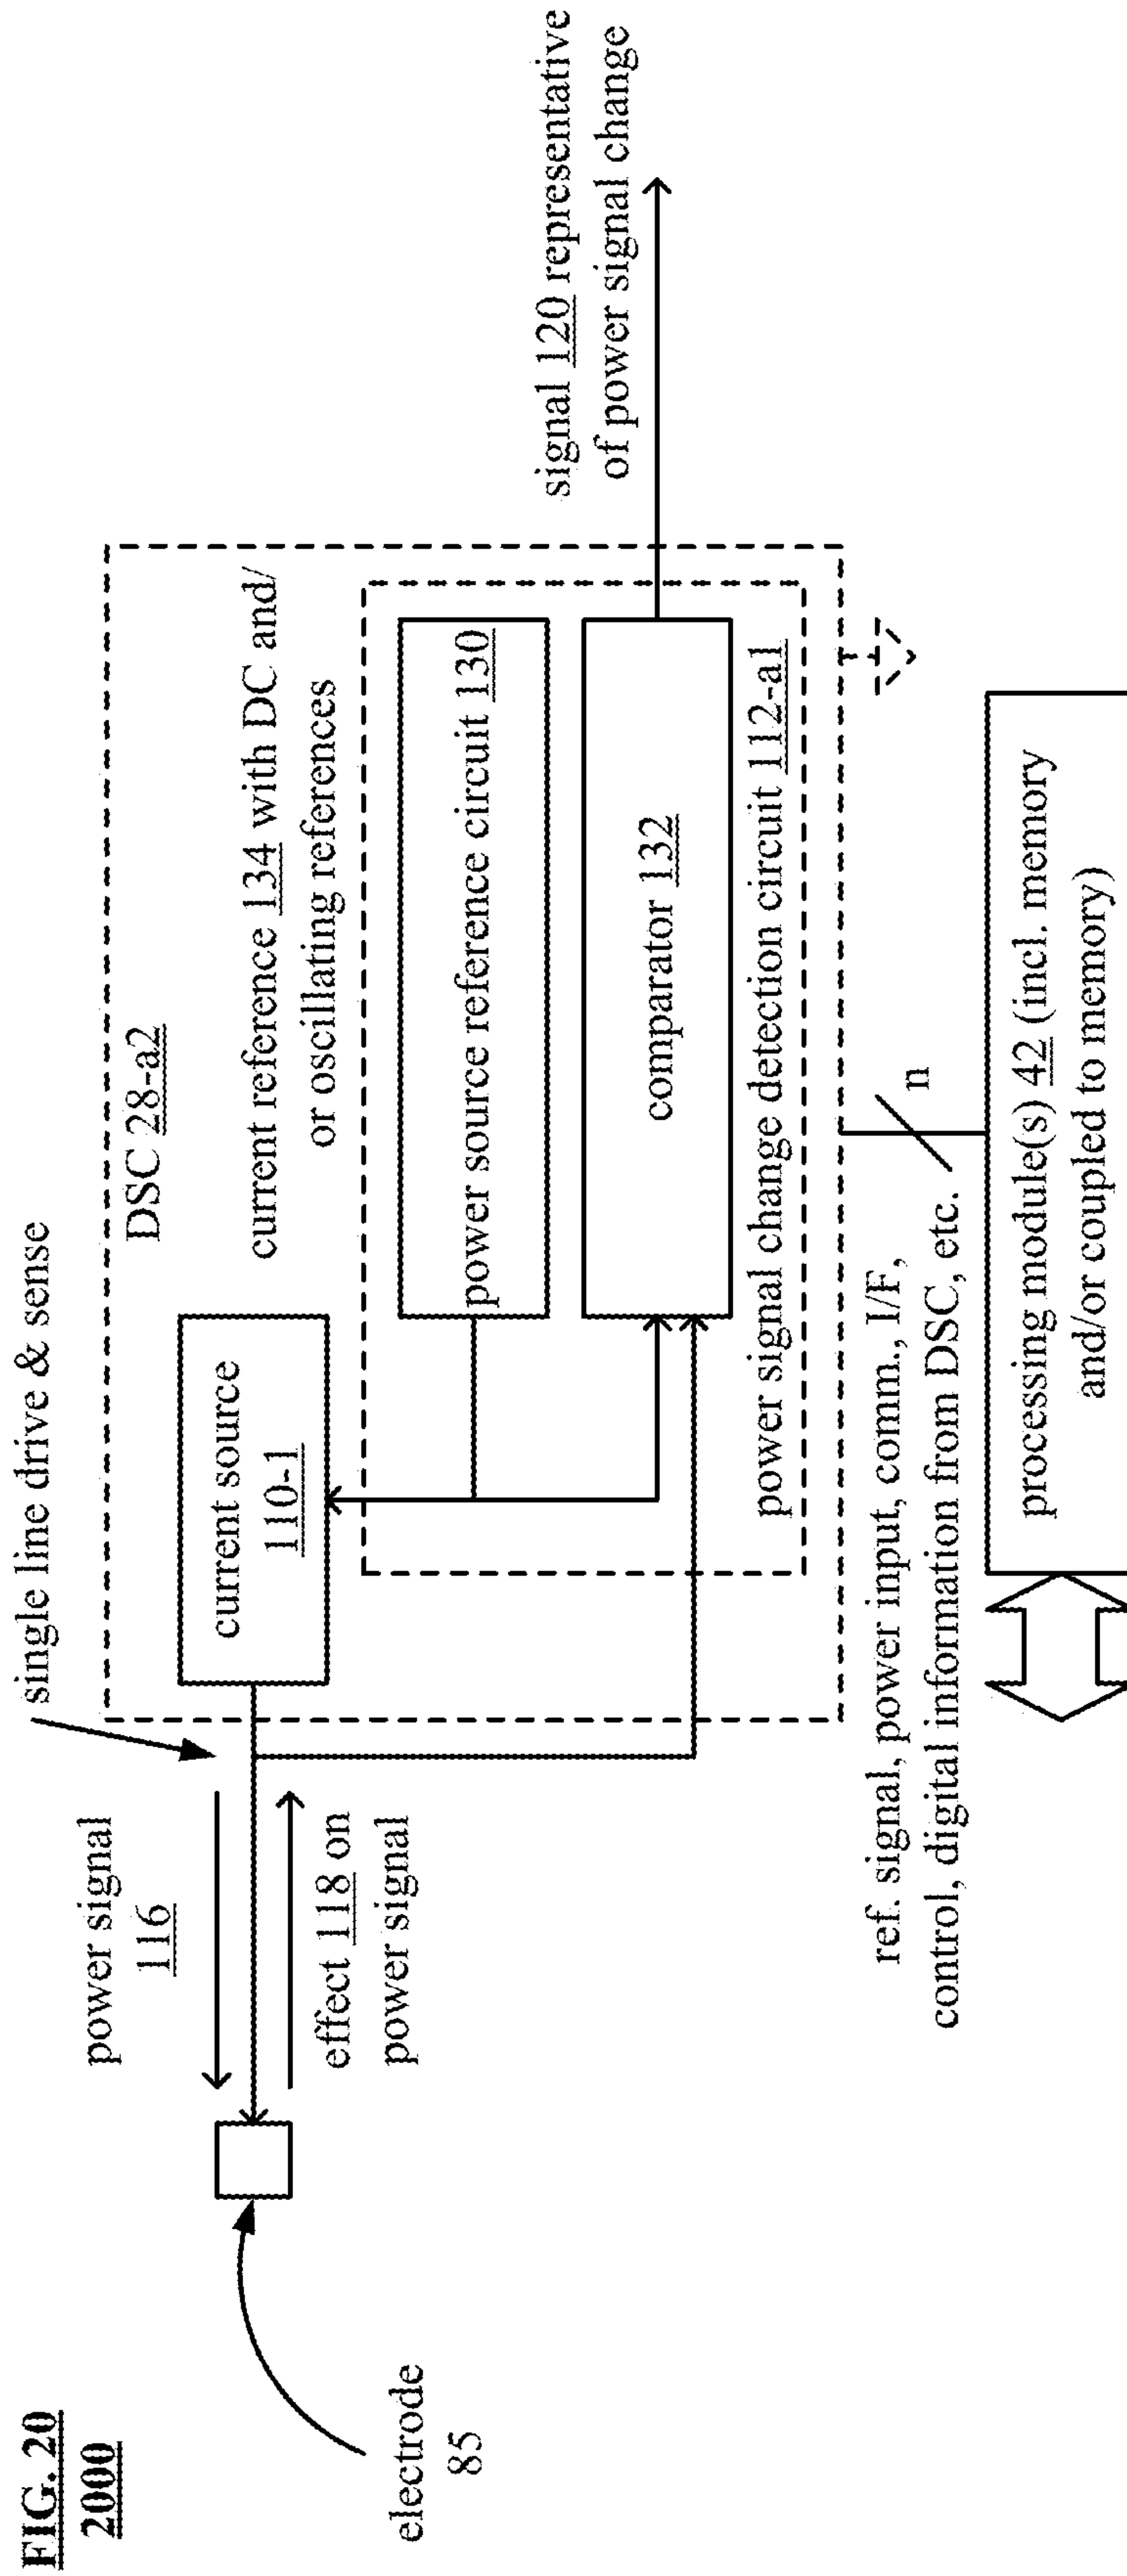 FIG. 20
2000
single line drive & sense
power signal
116
effect 118 on
power signal
electrode
85
DSC 28-a2
current source
110-1
current reference 134 with DC and/
or oscillating references
power source reference circuit 130
comparator 132
power signal change detection circuit 112-a1
signal 120 representative
of power signal change
ref. signal, power input, comm., I/F,
control, digital information from DSC, etc.
n
processing module(s) 42 (incl. memory
and/or coupled to memory)